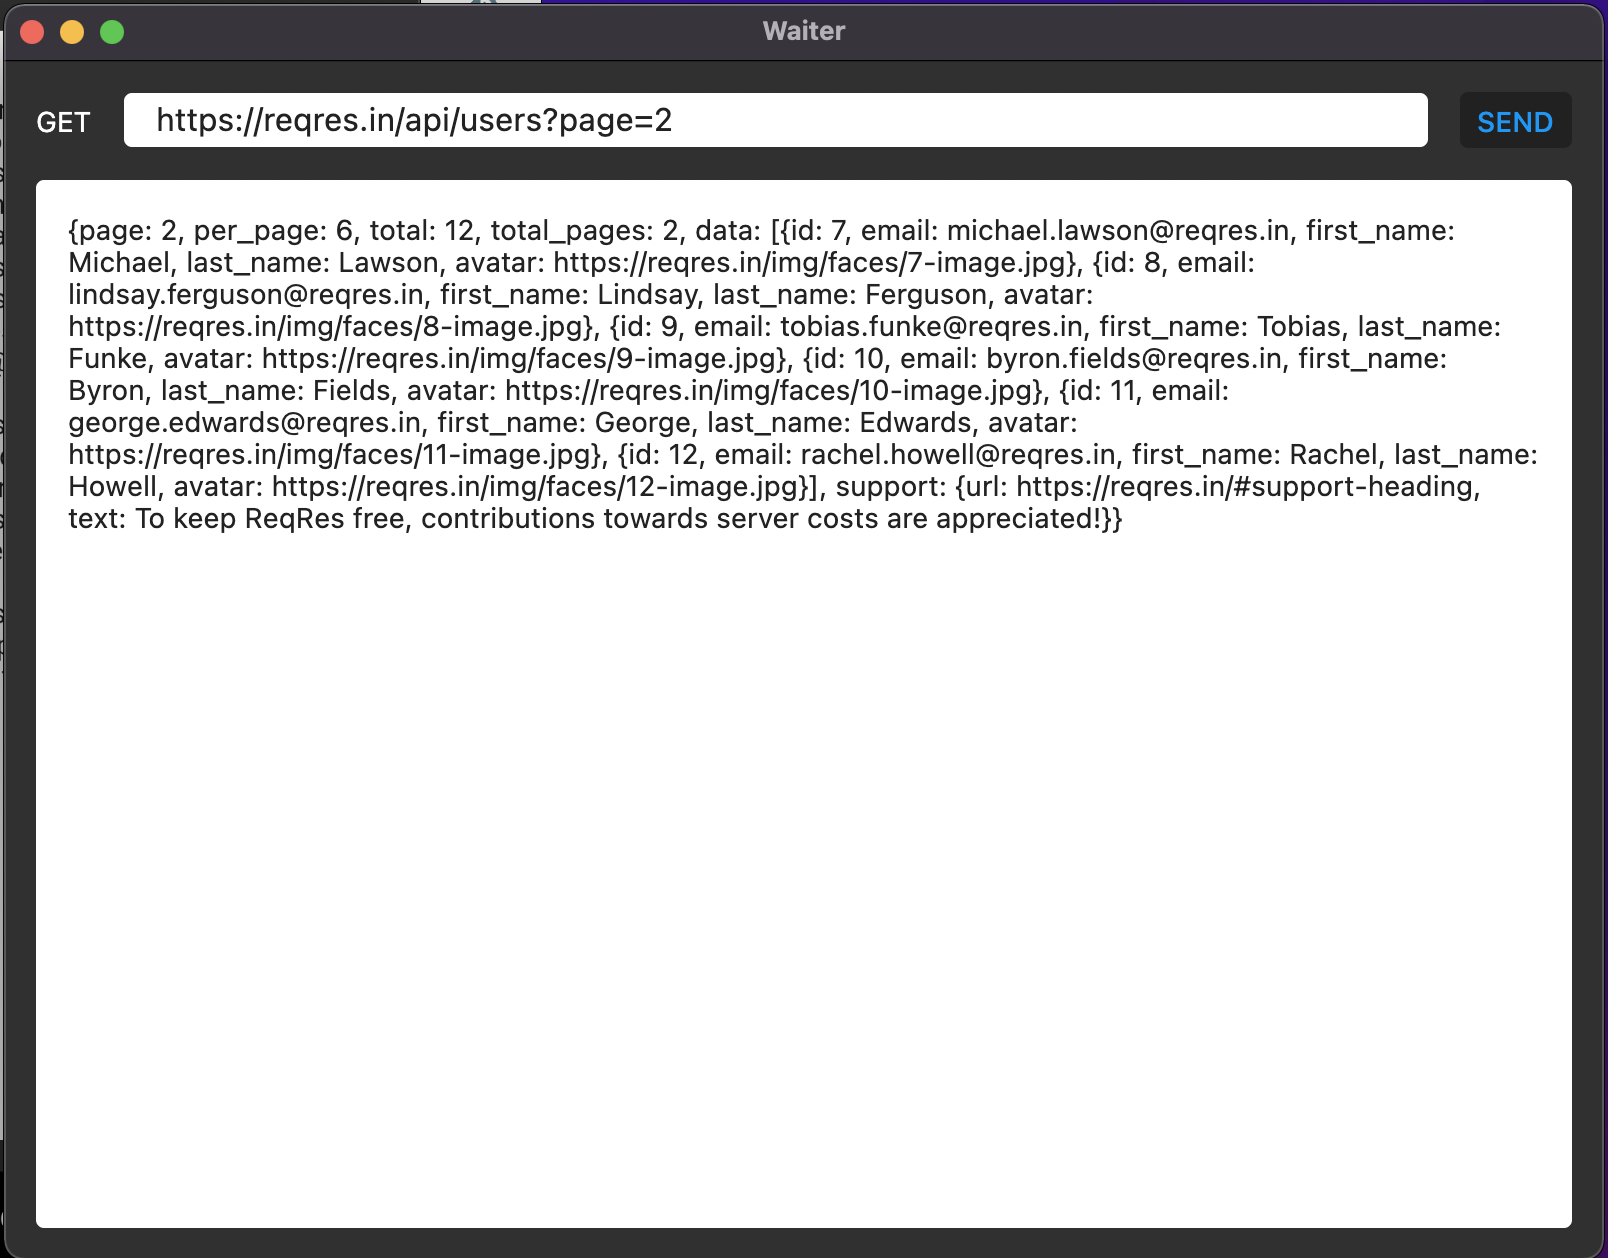 Waiter
GET
https://reqres.in/api/users?page=2
SEND
{page: 2, per_page: 6, total: 12, total_pages: 2, data: [{id: 7, email: michael.lawson@reqres.in, first_name:
Michael, last_name: Lawson, avatar: https://reqres.in/img/faces/7-image.jpg}, {id: 8, email:
lindsay.ferguson@reqres.in, first_name: Lindsay, last_name: Ferguson, avatar:
https://reqres.in/img/faces/8-image.jpg}, {id: 9, email: tobias.funke@reqres.in, first_name: Tobias, last_name:
Funke, avatar: https://reqres.in/img/faces/9-image.jpg}, {id: 10, email: byron.fields@reqres.in, first_name:
Byron, last_name: Fields, avatar: https://reqres.in/img/faces/10-image.jpg}, {id: 11, email:
george.edwards@reqres.in, first_name: George, last_name: Edwards, avatar:
https://reqres.in/img/faces/11-image.jpg}, {id: 12, email: rachel.howell@reqres.in, first_name: Rachel, last_name:
Howell, avatar: https://reqres.in/img/faces/12-image.jpg}], support: {url: https://reqres.in/#support-heading,
text: To keep ReqRes free, contributions towards server costs are appreciated!}}